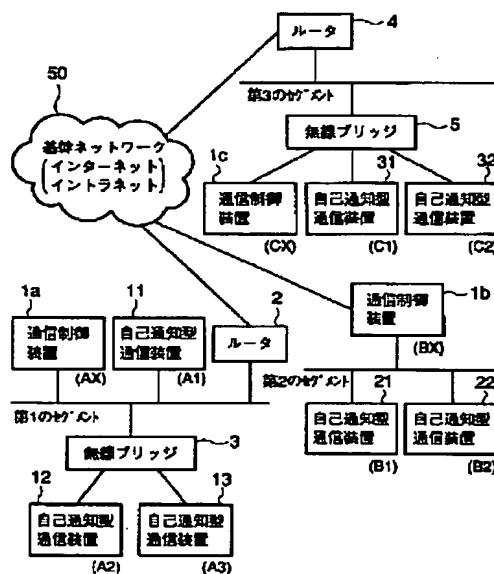 4
ルータ
50
第3のセグメント
基幹ネットワーク
インターネット
イントラネット
無線ブリッジ
5
1c
31
32
通信制御
装置
自己通知型
通信装置
自己通知型
通信装置
(CX)
(C1)
(C2)
1a
11
2
通信制御
装置
1b
通信制御
装置
自己通知型
通信装置
ルータ
(BX)
(AX)
(A1)
第2のセグメント
21
22
第1のセグメント
自己通知型
通信装置
自己通知型
通信装置
無線ブリッジ
3
(B1)
(B2)
12
13
自己通知型
通信装置
自己通知型
通信装置
(A2)
(A3)